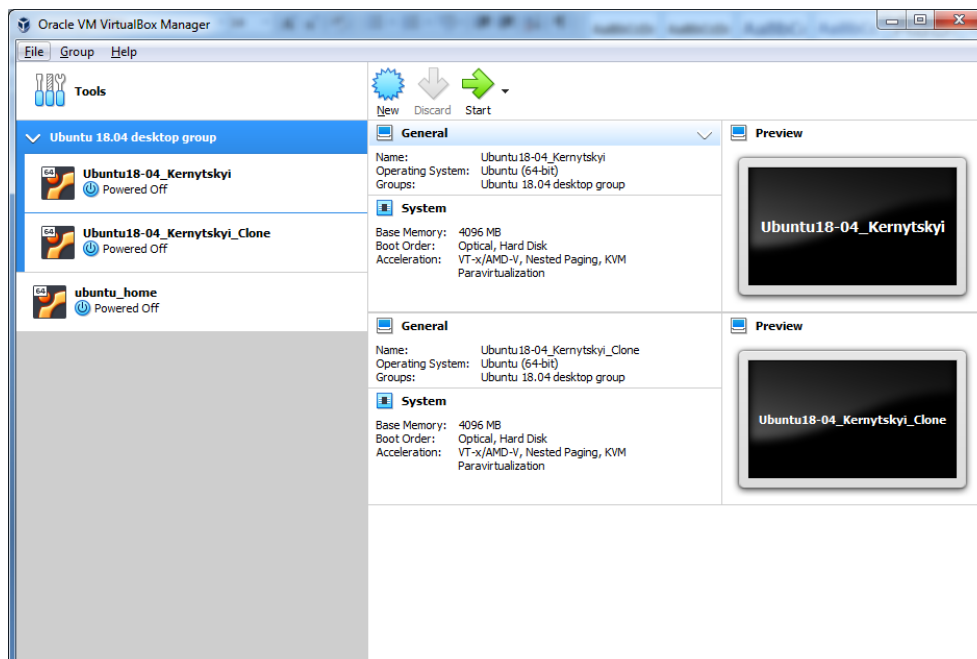 Oracle VM VirtualBox Manager
File Group Help
Tools
New Discard Start
Ubuntu 18.04 desktop group
64
Ubuntu18-04_Kernytskyi
Powered Off
64
Ubuntu18-04_Kernytskyi_Clone
Powered Off
64
ubuntu_home
Powered Off
General
Name: Ubuntu18-04_Kernytskyi
Operating System: Ubuntu (64-bit)
Groups: Ubuntu 18.04 desktop group
System
Base Memory: 4096 MB
Boot Order: Optical, Hard Disk
Acceleration: VT-x/AMD-V, Nested Paging, KVM
Paravirtualization
Preview
Ubuntu18-04_Kernytskyi
General
Name: Ubuntu18-04_Kernytskyi_Clone
Operating System: Ubuntu (64-bit)
Groups: Ubuntu 18.04 desktop group
System
Base Memory: 4096 MB
Boot Order: Optical, Hard Disk
Acceleration: VT-x/AMD-V, Nested Paging, KVM
Paravirtualization
Preview
Ubuntu18-04_Kernytskyi_Clone